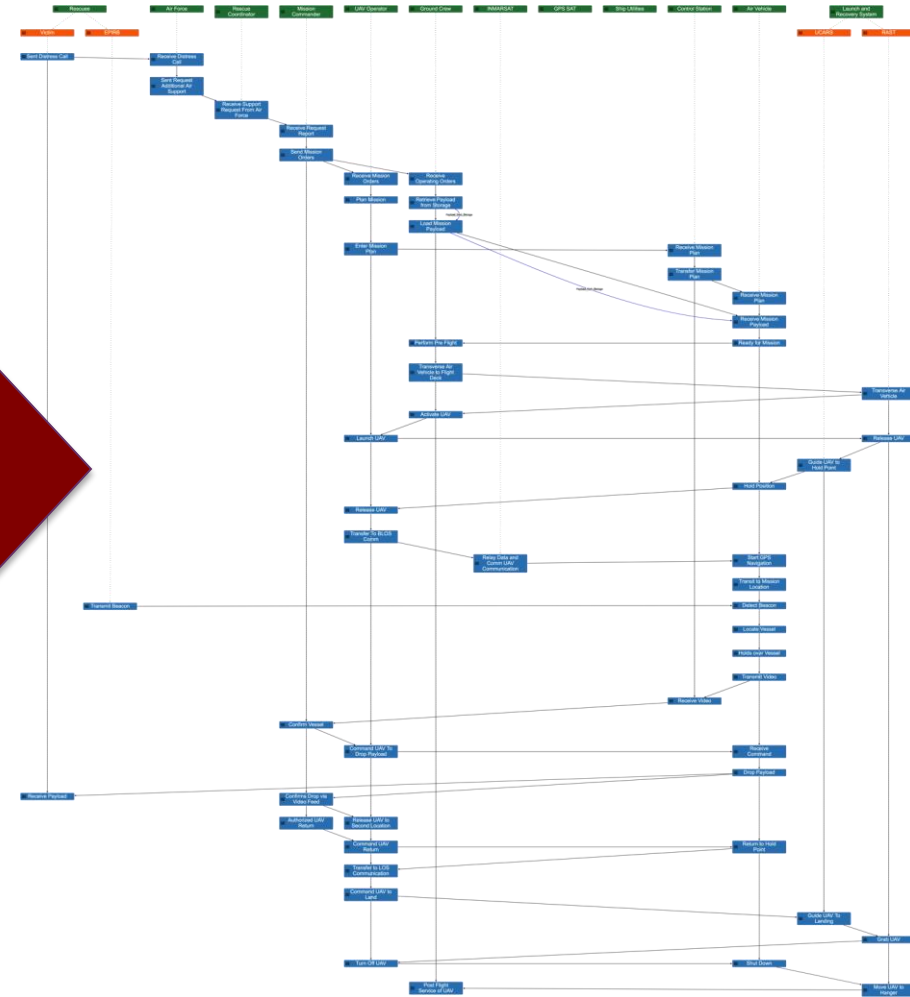 Rescuee
Air Force
Rescue
Coordinator
Mission
Commander
UAV Operator
Ground Crew
INMARSAT
GPS SAT
Ship Utilities
Control Station
Air Vehicle
Launch and
Recovery System
Victim
EPIRB
UCARS
RAST
Sent Distress Call
Receive Distress
Call
Sent Request
Additional Air
Support
Receive Support
Request From Air
Force
Receive Request
Report
Send Mission
Orders
Receive Mission
Orders
Receive
Operating Orders
Plan Mission
Retrieve Payload
from Storage
Load Mission
Payload
Enter Mission
Plan
Receive Mission
Plan
Transfer Mission
Plan
Receive Mission
Plan
Receive Mission
Payload
Perform Pre Flight
Ready for Mission
Transverse Air
Vehicle to Flight
Deck
Transverse Air
Vehicle
Activate UAV
Launch UAV
Release UAV
Guide UAV to
Hold Point
Hold Position
Release UAV
Transfer To BLOS
Comm
Relay Data and
Comm UAV
Communication
Start GPS
Navigation
Transit to Mission
Location
Transmit Beacon
Detect Beacon
Locate Vessel
Holds over Vessel
Transmit Video
Receive Video
Confirm Vessel
Command UAV To
Drop Payload
Receive
Command
Drop Payload
Receive Payload
Confirms Drop via
Video Feed
Authorized UAV
Return
Release UAV to
Second Location
Command UAV
Return
Return to Hold
Point
Transfer to LOS
Communication
Command UAV to
Land
Guide UAV To
Landing
Grab UAV
Turn Off UAV
Shut Down
Post Flight
Service of UAV
Move UAV to
Hanger